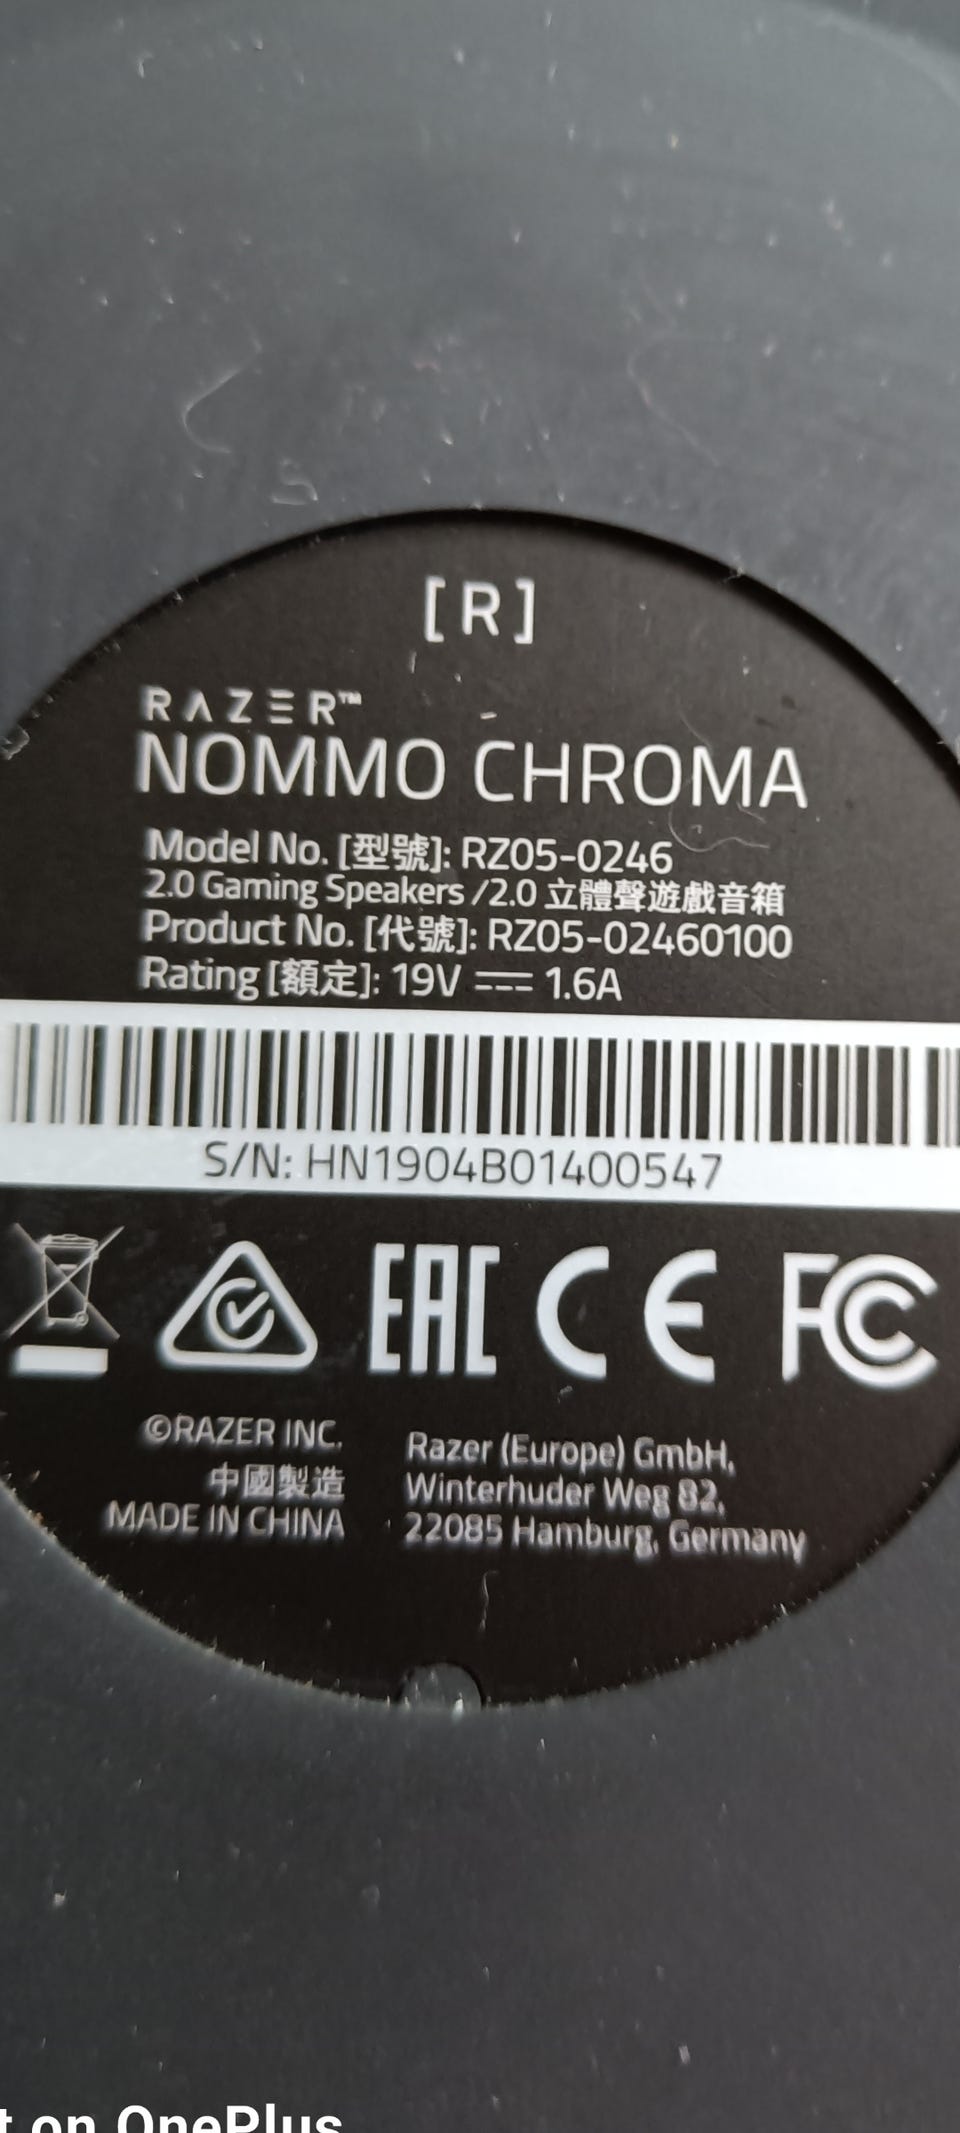 [R]
RAZER™
NOMMO CHROMA
Model No. [型號]: RZ05-0246
2.0 Gaming Speakers /2.0 立體聲遊戲音箱
Product No. [代號]: RZ05-02460100
Rating [額定]: 19V ⎓ 1.6A
S/N: HN1904B01400547
EAC CE FC
©RAZER INC.
中國製造
MADE IN CHINA
Razer (Europe) GmbH,
Winterhuder Weg 82,
22085 Hamburg, Germany
t on OnePlus